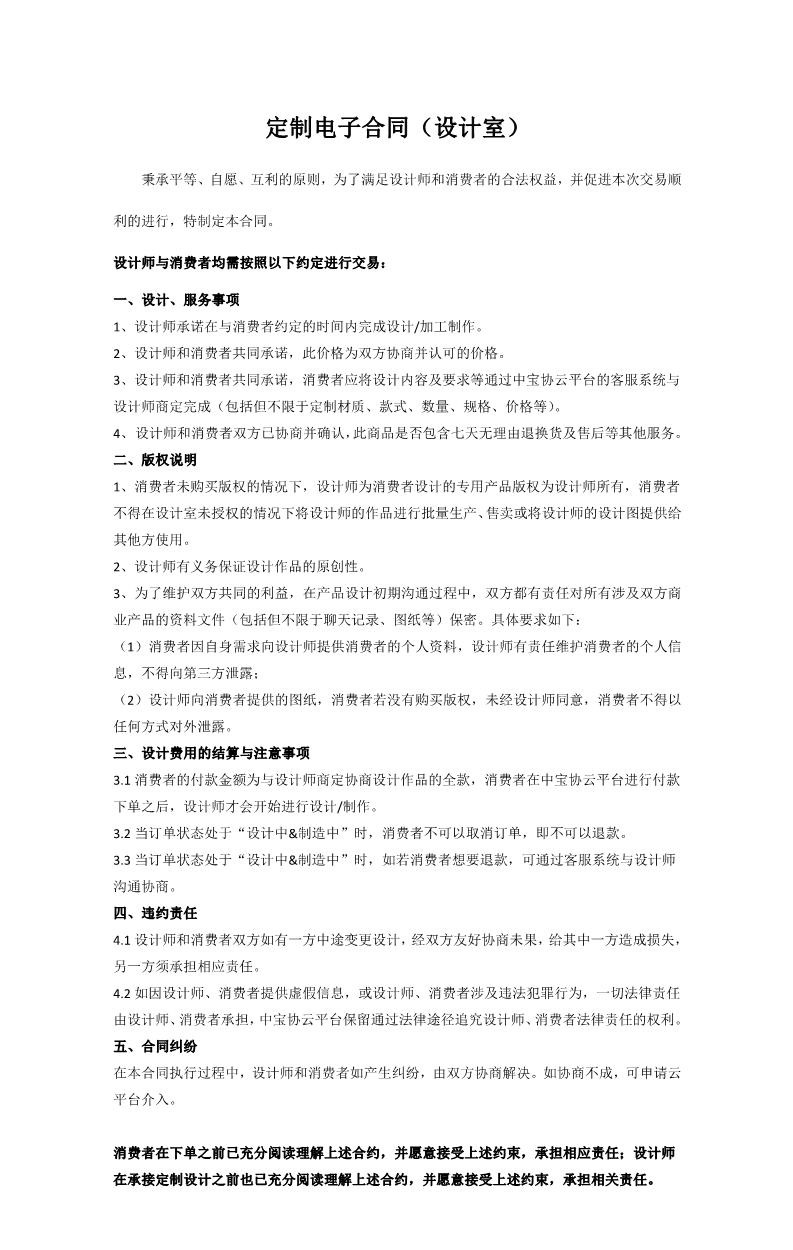 定制电子合同（设计室）
秉承平等、自愿、互利的原则，为了满足设计师和消费者的合法权益，并促进本次交易顺
利的进行，特制定本合同。
设计师与消费者均需按照以下约定进行交易：
一、设计、服务事项
1、设计师承诺在与消费者约定的时间内完成设计/加工制作。
2、设计师和消费者共同承诺，此价格为双方协商并认可的价格。
3、设计师和消费者共同承诺，消费者应将设计内容及要求等通过中宝协云平台的客服系统与
设计师商定完成（包括但不限于定制材质、款式、数量、规格、价格等）。
4、设计师和消费者双方已协商并确认，此商品是否包含七天无理由退换货及售后等其他服务。
二、版权说明
1、消费者未购买版权的情况下，设计师为消费者设计的专用产品版权为设计师所有，消费者
不得在设计室未授权的情况下将设计师的作品进行批量生产、售卖或将设计师的设计图提供给
其他方使用。
2、设计师有义务保证设计作品的原创性。
3、为了维护双方共同的利益，在产品设计初期沟通过程中，双方都有责任对所有涉及双方商
业产品的资料文件（包括但不限于聊天记录、图纸等）保密。具体要求如下：
（1）消费者因自身需求向设计师提供消费者的个人资料，设计师有责任维护消费者的个人信
息，不得向第三方泄露；
（2）设计师向消费者提供的图纸，消费者若没有购买版权，未经设计师同意，消费者不得以
任何方式对外泄露。
三、设计费用的结算与注意事项
3.1 消费者的付款金额为与设计师商定协商设计作品的全款，消费者在中宝协云平台进行付款
下单之后，设计师才会开始进行设计/制作。
3.2 当订单状态处于“设计中&制造中”时，消费者不可以取消订单，即不可以退款。
3.3 当订单状态处于“设计中&制造中”时，如若消费者想要退款，可通过客服系统与设计师
沟通协商。
四、违约责任
4.1 设计师和消费者双方如有一方中途变更设计，经双方友好协商未果，给其中一方造成损失，
另一方须承担相应责任。
4.2 如因设计师、消费者提供虚假信息，或设计师、消费者涉及违法犯罪行为，一切法律责任
由设计师、消费者承担，中宝协云平台保留通过法律途径追究设计师、消费者法律责任的权利。
五、合同纠纷
在本合同执行过程中，设计师和消费者如产生纠纷，由双方协商解决。如协商不成，可申请云
平台介入。
消费者在下单之前已充分阅读理解上述合约，并愿意接受上述约束，承担相应责任；设计师
在承接定制设计之前也已充分阅读理解上述合约，并愿意接受上述约束，承担相关责任。